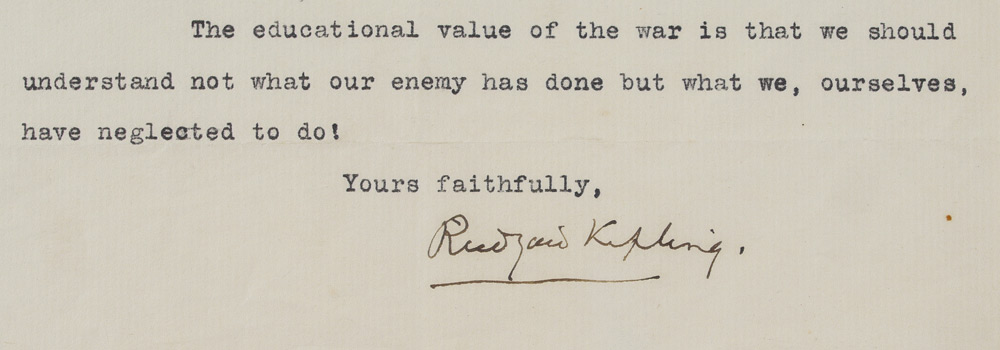 The educational value of the war is that we should
understand not what our enemy has done but what we, ourselves,
have neglected to do!
Yours faithfully,
Rudyard Kipling.